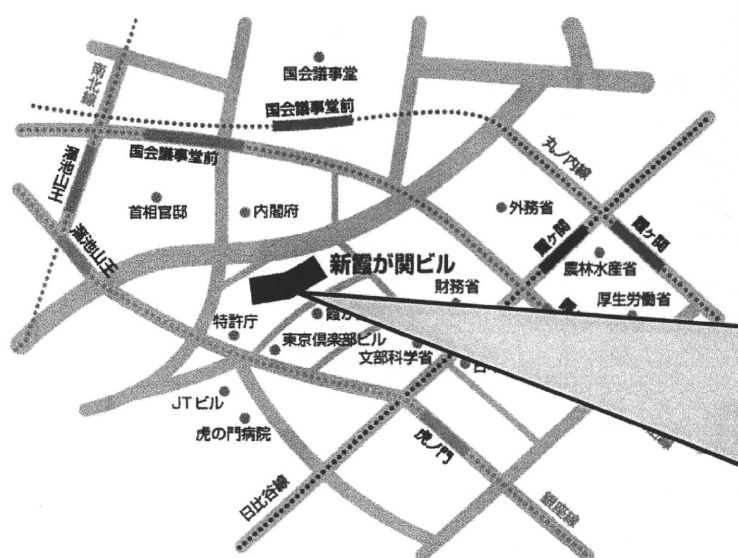 国会議事堂
南北線
国会議事堂前
国会議事堂前
溜池山王
丸ノ内線
首相官邸
内閣府
外務省
霞ヶ関
霞ヶ関
溜池山王
農林水産省
新霞が関ビル
財務省
厚生労働省
特許庁
霞が
東京倶楽部ビル
文部科学省
JTビル
虎の門病院
虎ノ門
日比谷線
銀座線